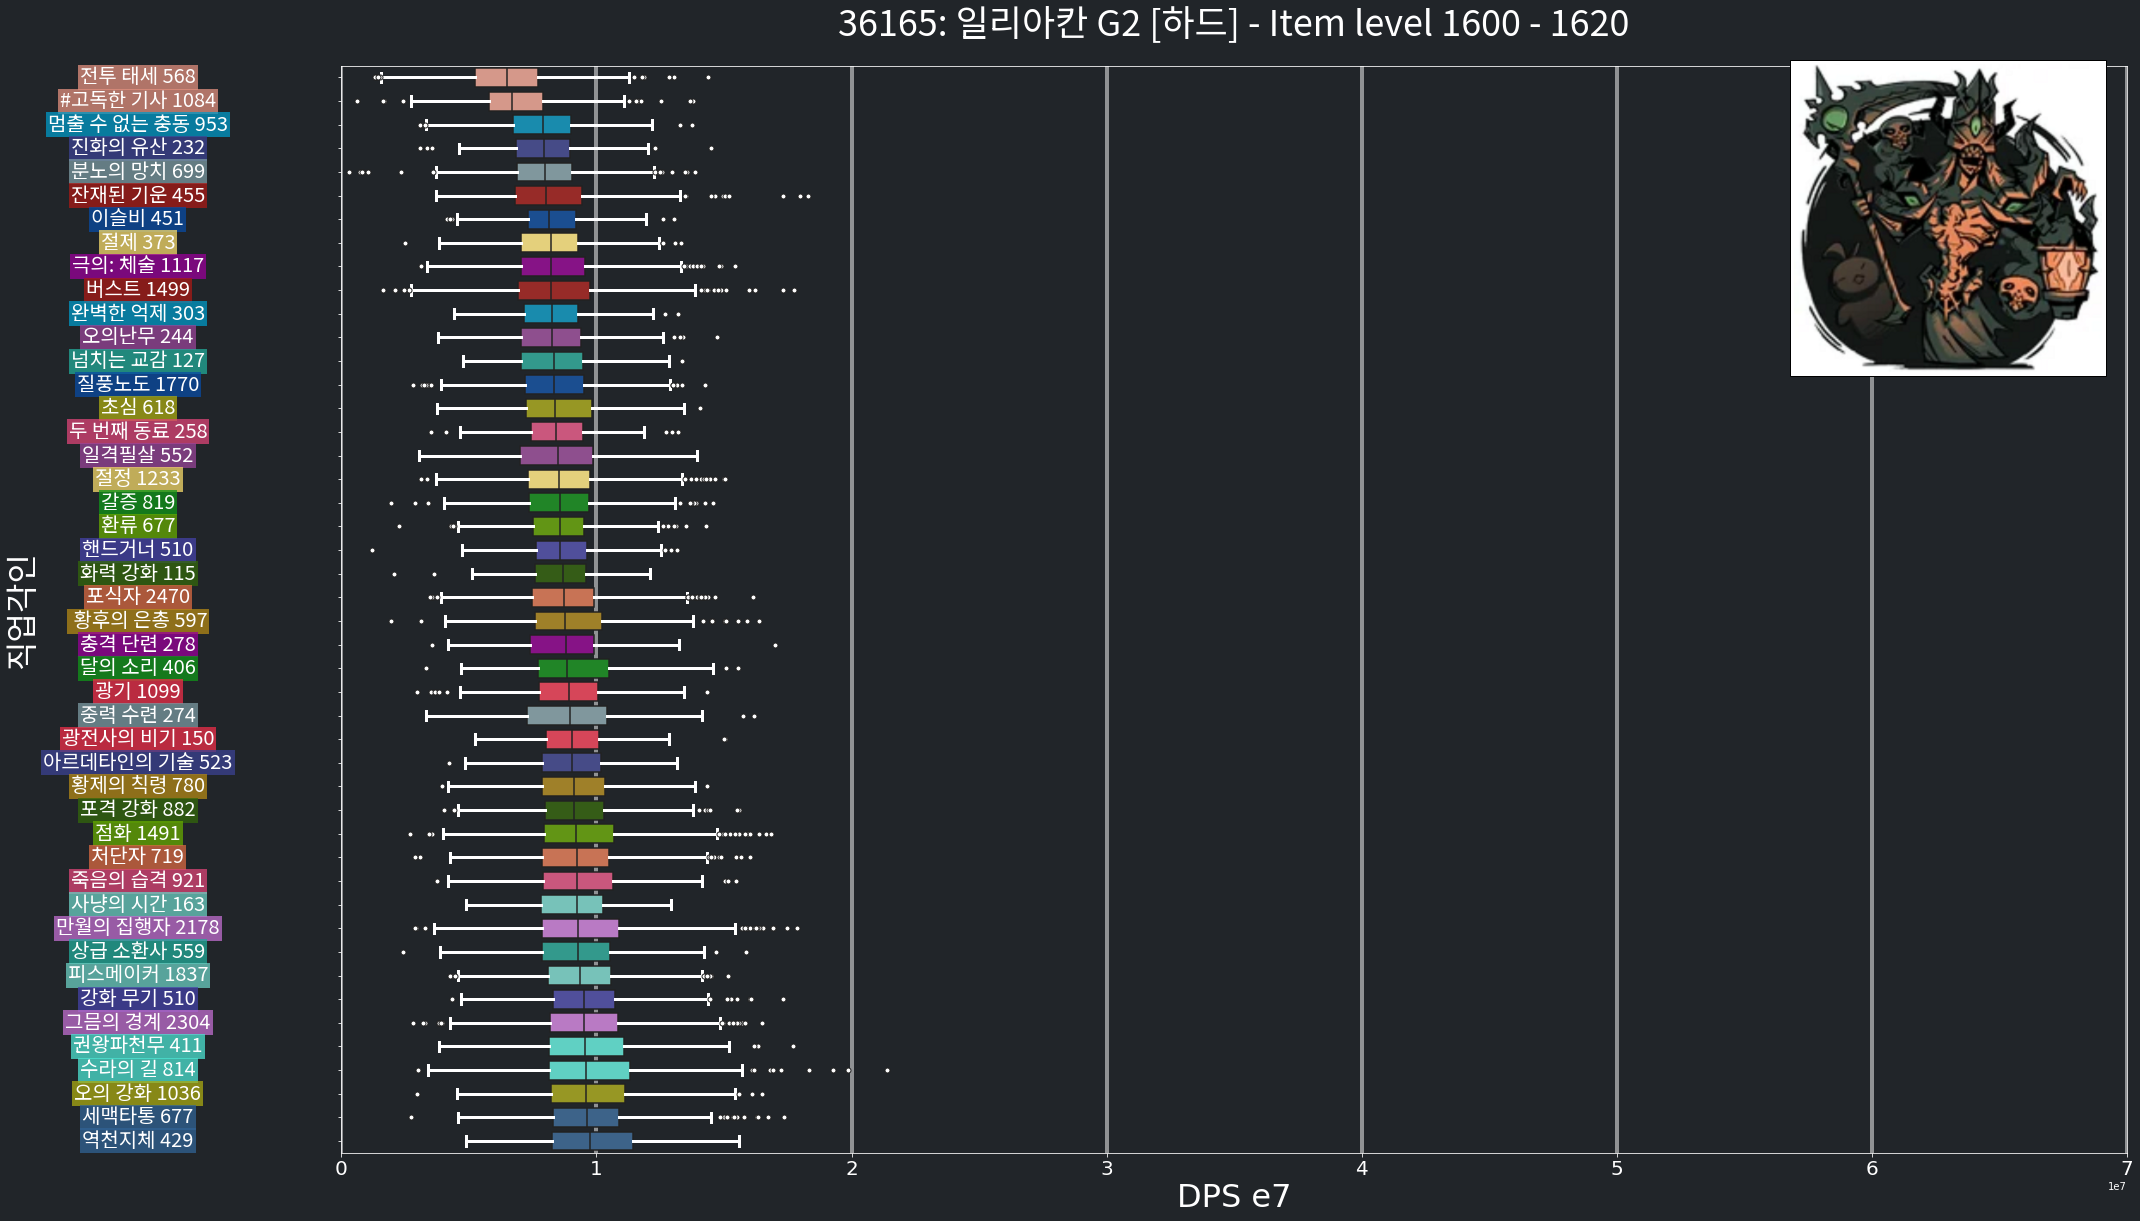 36165: 일리아칸 G2 [하드] - Item level 1600 - 1620
직업각인
전투 태세 568
#고독한 기사 1084
멈출 수 없는 충동 953
진화의 유산 232
분노의 망치 699
잔재된 기운 455
이슬비 451
절제 373
극의: 체술 1117
버스트 1499
완벽한 억제 303
오의난무 244
넘치는 교감 127
질풍노도 1770
초심 618
두 번째 동료 258
일격필살 552
절정 1233
갈증 819
환류 677
핸드거너 510
화력 강화 115
포식자 2470
황후의 은총 597
충격 단련 278
달의 소리 406
광기 1099
중력 수련 274
광전사의 비기 150
아르데타인의 기술 523
황제의 칙령 780
포격 강화 882
점화 1491
처단자 719
죽음의 습격 921
사냥의 시간 163
만월의 집행자 2178
상급 소환사 559
피스메이커 1837
강화 무기 510
그믐의 경계 2304
권왕파천무 411
수라의 길 814
오의 강화 1036
세맥타통 677
역천지체 429
0 1 2 3 4 5 6 7
1e7
DPS e7